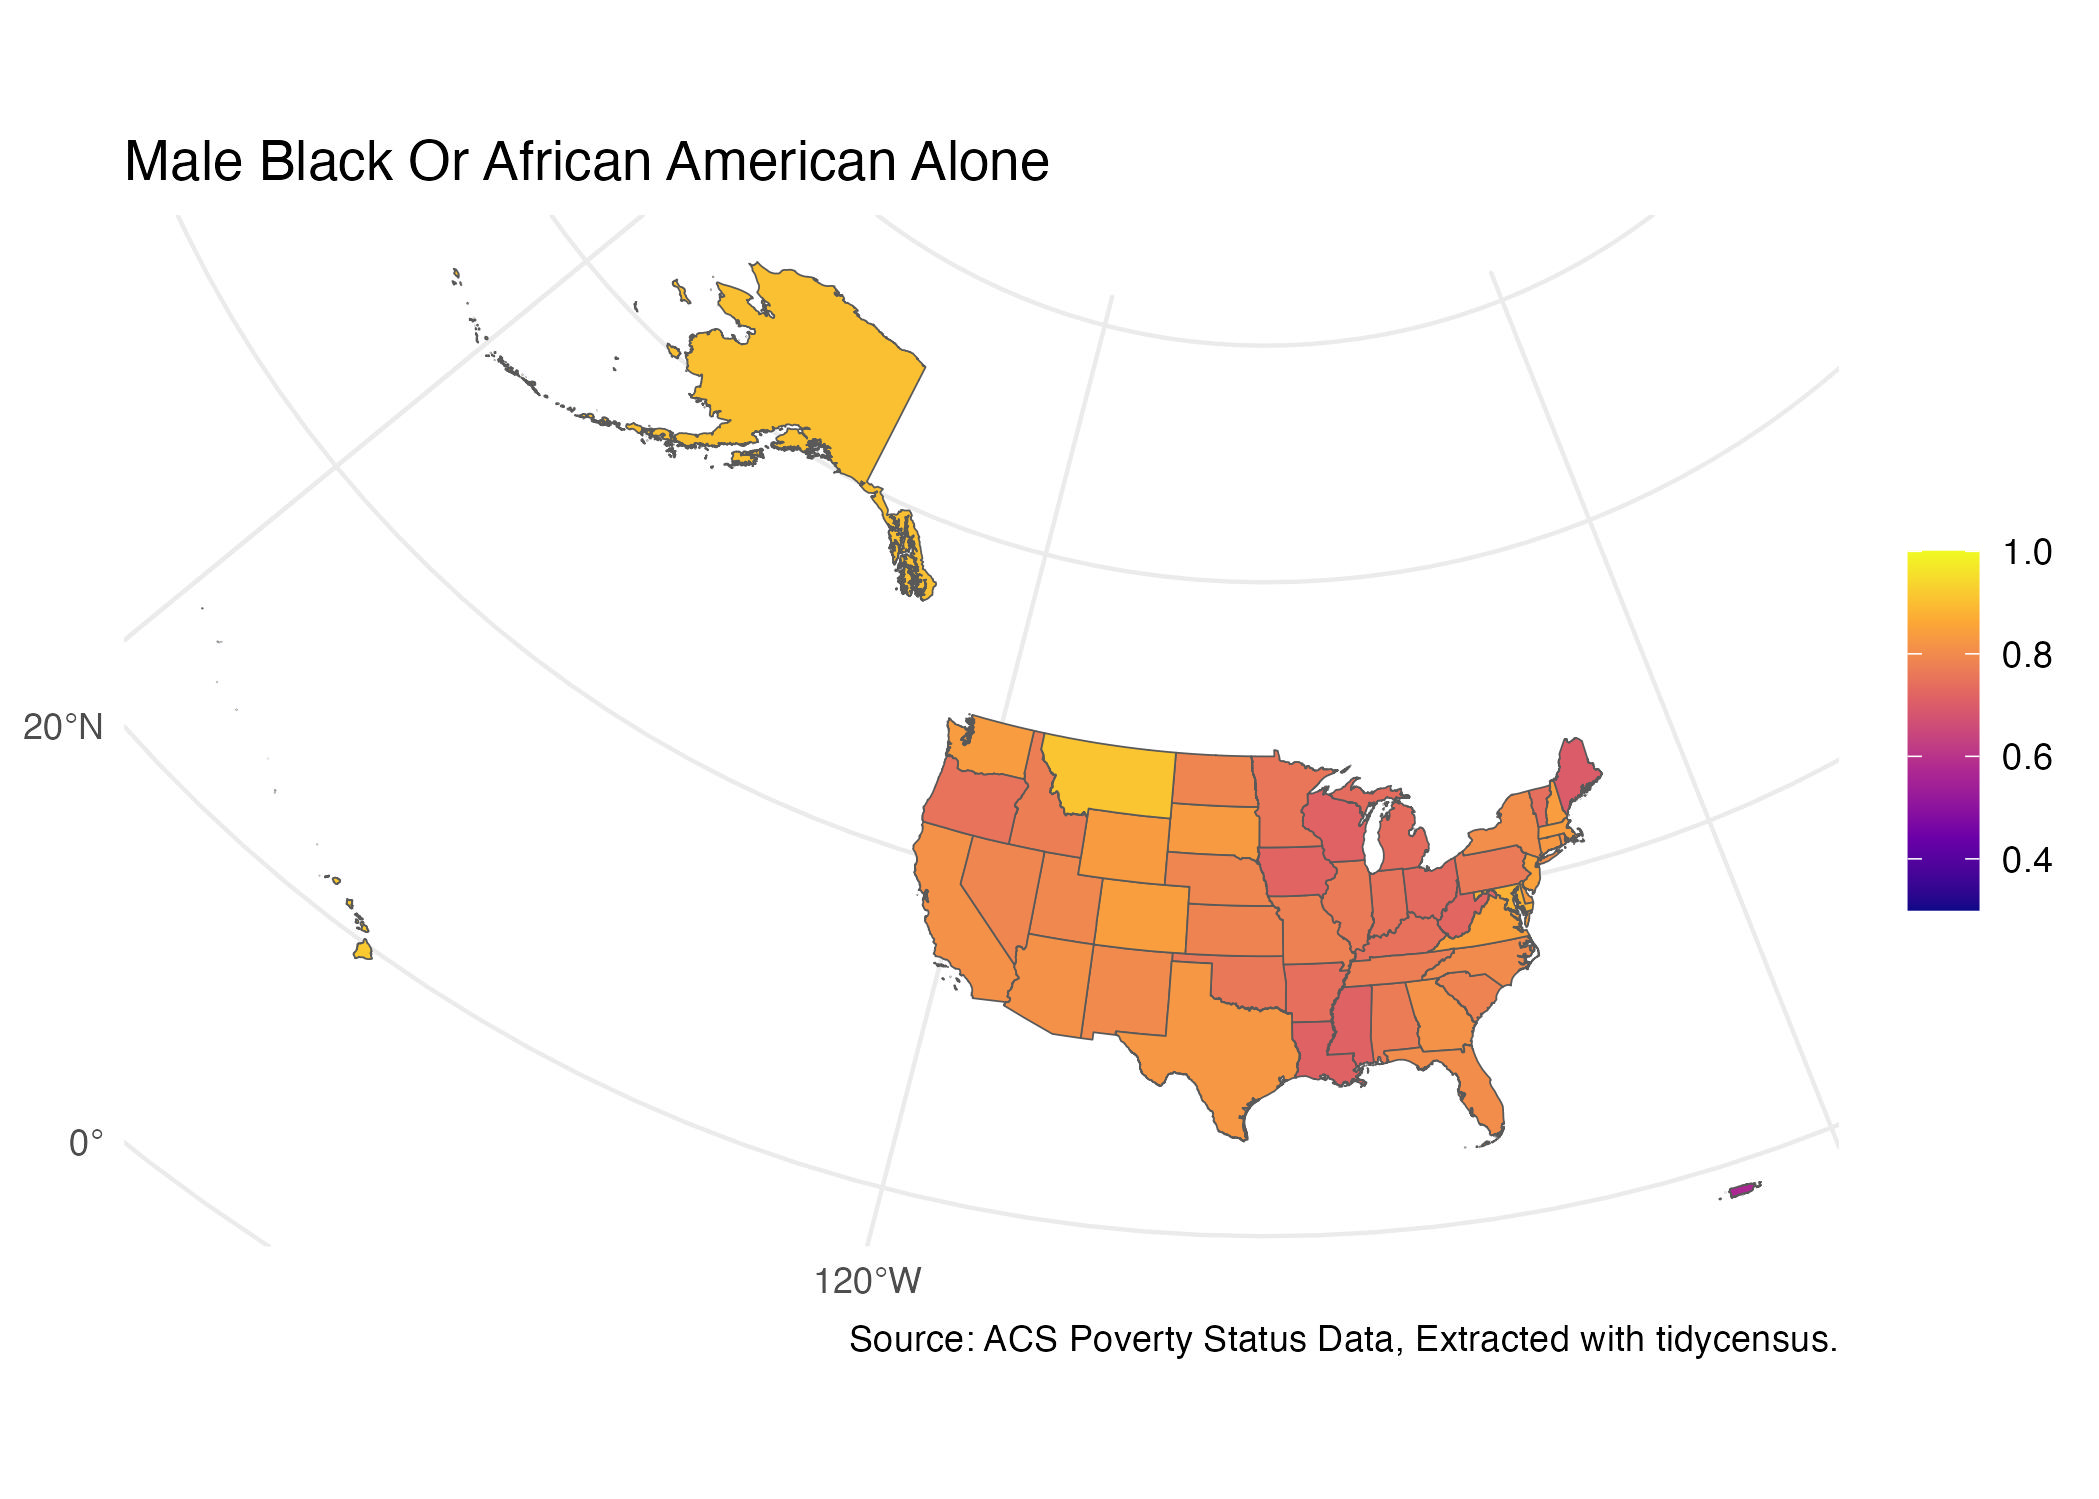 Male Black Or African American Alone
1.0
0.8
0.6
0.4
20°N
0°
120°W
Source: ACS Poverty Status Data, Extracted with tidycensus.